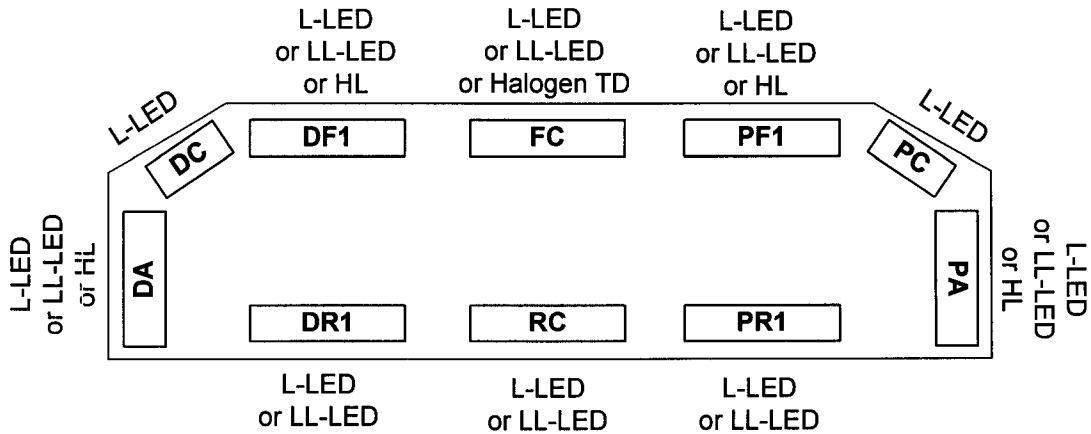 L-LED
or LL-LED
or HL
L-LED
or LL-LED
or Halogen TD
L-LED
or LL-LED
or HL
L-LED
L-LED
DF1
FC
PF1
DC
PC
L-LED
or LL-LED
or HL
DA
PA
L-LED
or LL-LED
or HL
DR1
RC
PR1
L-LED
or LL-LED
L-LED
or LL-LED
L-LED
or LL-LED